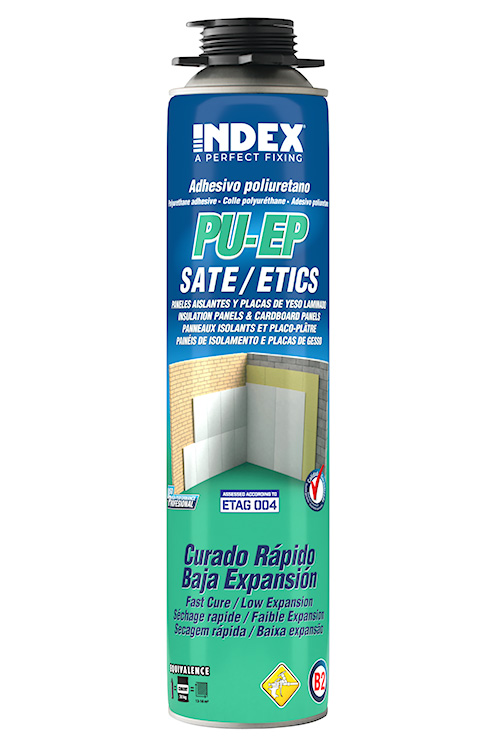 INDEX
A PERFECT FIXING
Adhesivo poliuretano
Polyurethane adhesive - Colle polyuréthane - Adesivo poliuretano
PU-EP
SATE / ETICS
PANELES AISLANTES Y PLACAS DE YESO LAMINADO
INSULATION PANELS & CARDBOARD PANELS
PANNEAUX ISOLANTS ET PLACO-PLÂTRE
PAINÉIS DE ISOLAMENTO E PLACAS DE GESSO
PROFESIONAL
ASSESSED ACCORDING TO
ETAG 004
Curado Rápido
Baja Expansión
Fast Cure / Low Expansion
Séchage rapide / Faible Expansion
Secagem rápida / Baixa expansão
EQUIVALENCE
B2